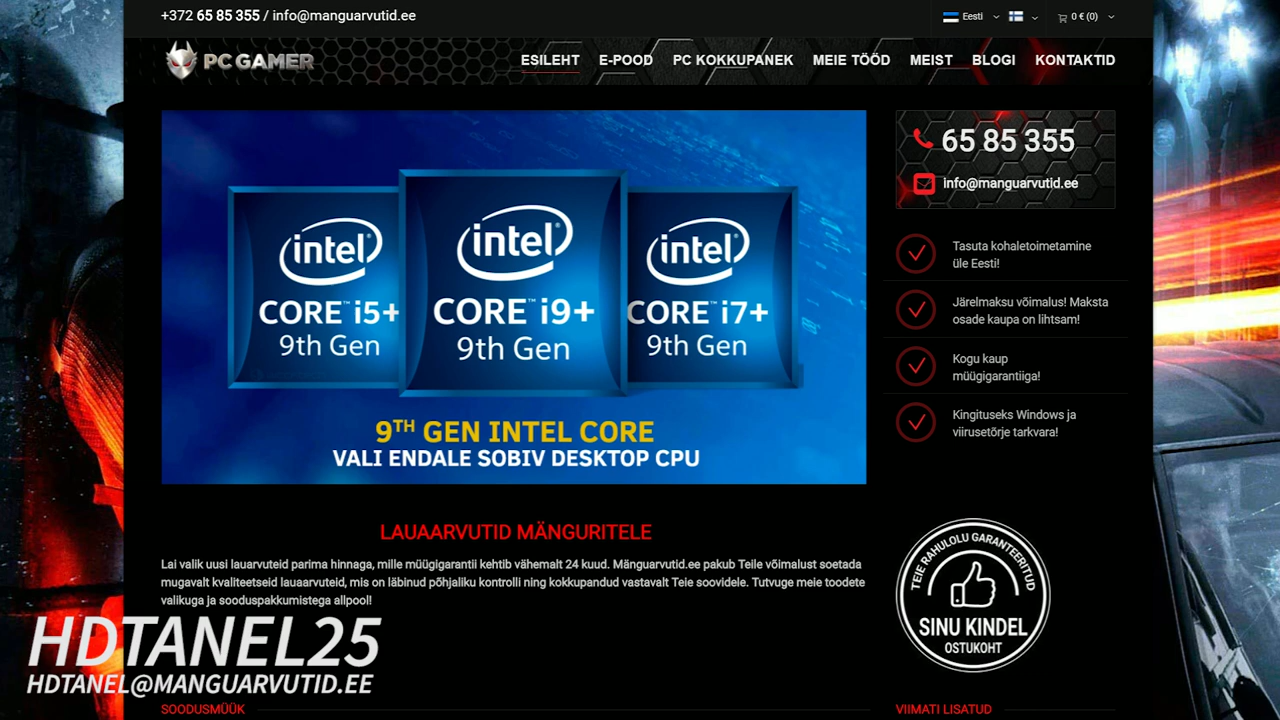 +372 65 85 355 / info@manguarvutid.ee
Eesti
0 € (0)
PC GAMER
ESILEHT E-POOD PC KOKKUPANEK MEIE TÖÖD MEIST BLOGI KONTAKTID
intel
CORE™ i5+
9th Gen
intel
CORE™ i9+
9th Gen
intel
CORE™ i7+
9th Gen
9TH GEN INTEL CORE
VALI ENDALE SOBIV DESKTOP CPU
65 85 355
info@manguarvutid.ee
Tasuta kohaletoimetamine
üle Eesti!
Järelmaksu võimalus! Maksta
osade kaupa on lihtsam!
Kogu kaup
müügigarantiiga!
Kingituseks Windows ja
viirusetõrje tarkvara!
LAUAARVUTID MÄNGURITELE
Lai valik uusi lauarvuteid parima hinnaga, mille müügigarantii kehtib vähemalt 24 kuud. Mänguarvutid.ee pakub Teile võimalust soetada
mugavalt kvaliteetseid lauaarvuteid, mis on läbinud põhjaliku kontrolli ning kokkupandud vastavalt Teie soovidele. Tutvuge meie toodete
valikuga ja sooduspakkumistega allpool!
TEIE RAHULOLU GARANTEERITUD
SINU KINDEL
OSTUKOHT
HDTANEL25
HDTANEL@MANGUARVUTID.EE
SOODUSMÜÜK
VIIMATI LISATUD